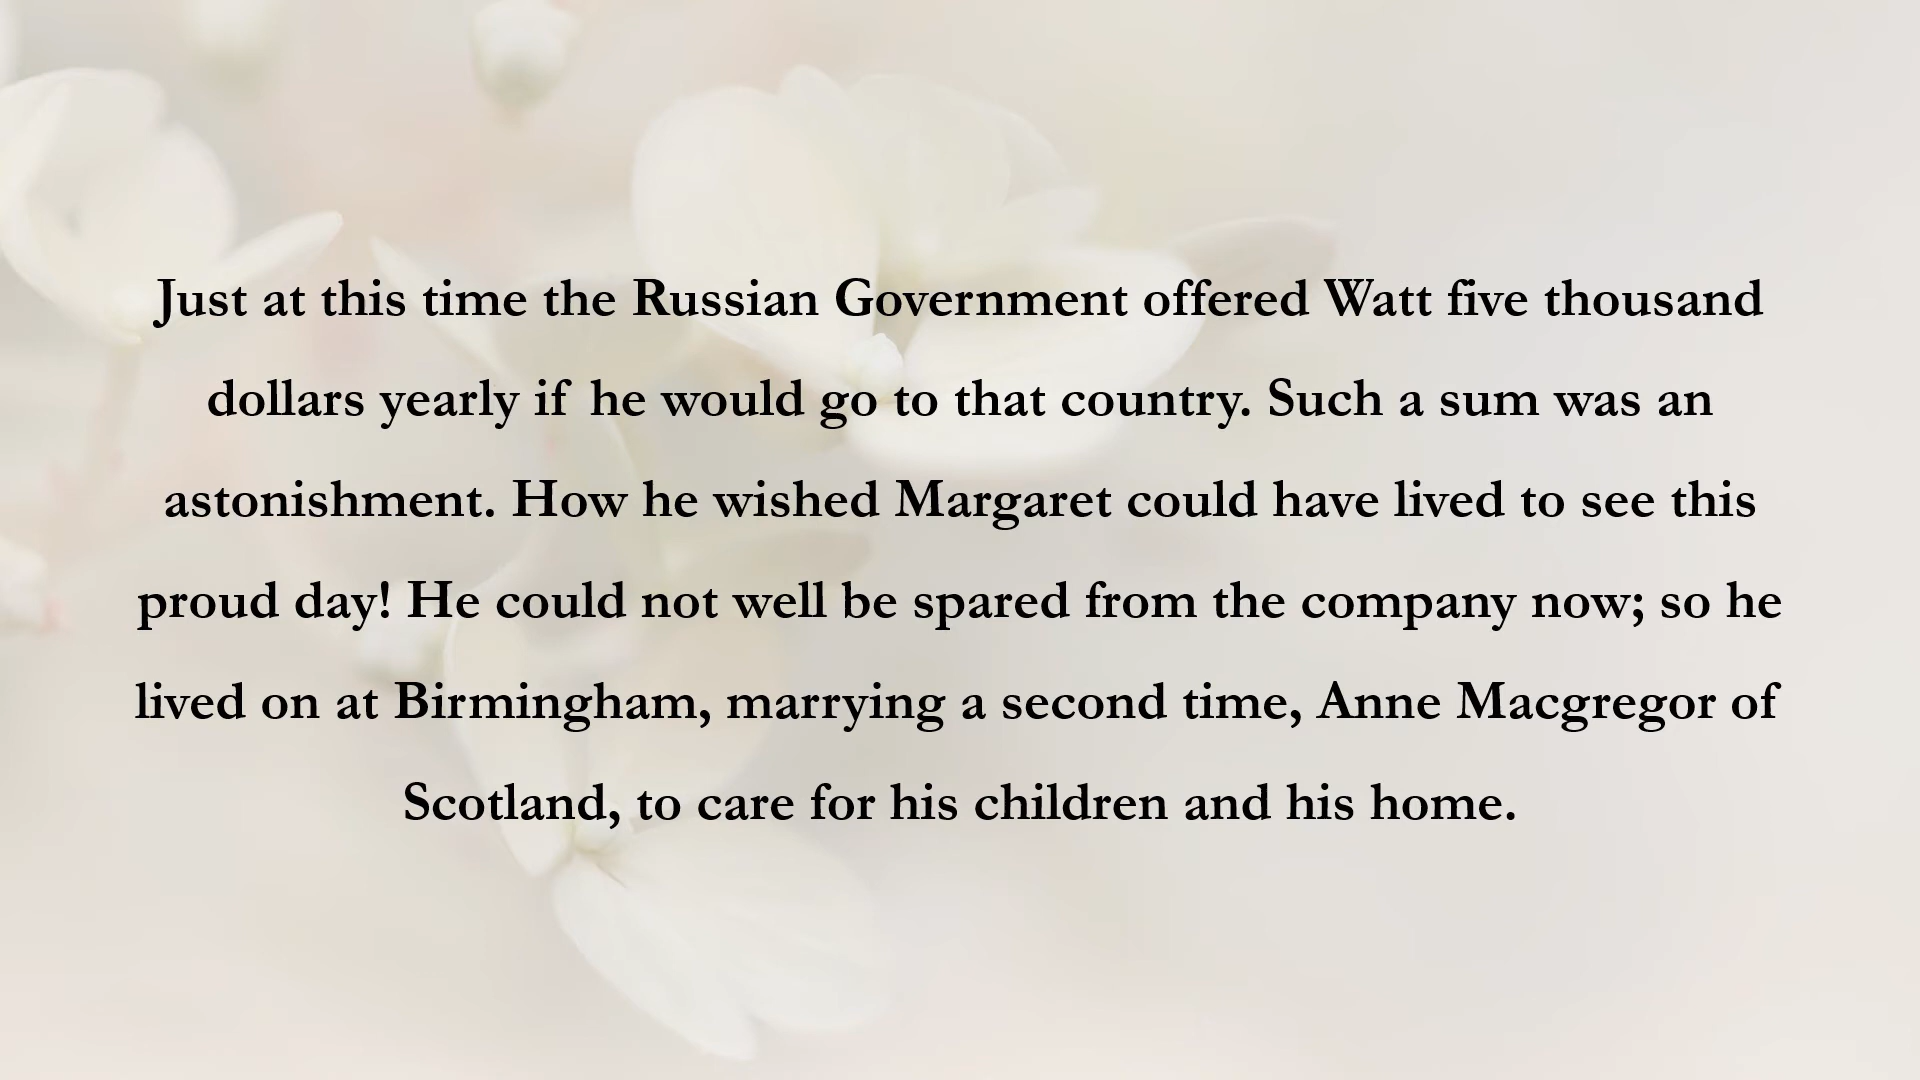 Just at this time the Russian Government offered Watt five thousand
dollars yearly if he would go to that country. Such a sum was an
astonishment. How he wished Margaret could have lived to see this
proud day! He could not well be spared from the company now; so he
lived on at Birmingham, marrying a second time, Anne Macgregor of
Scotland, to care for his children and his home.